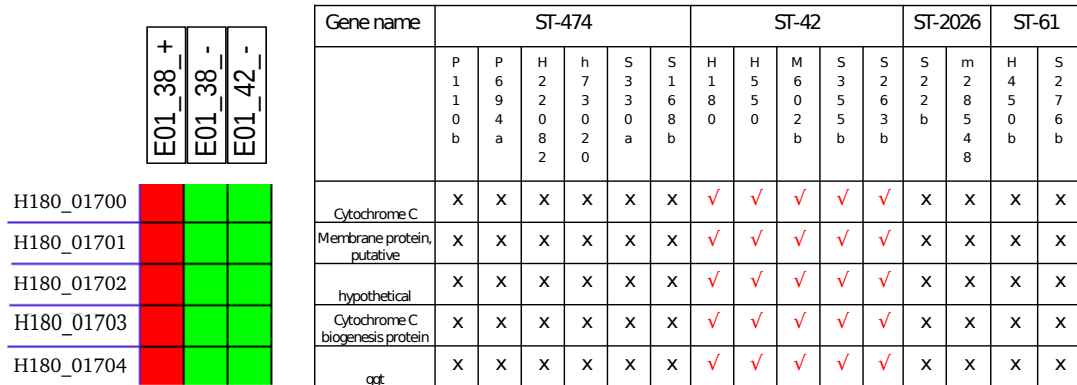 E01_38_+ E01_38_- E01_42_-
Gene name ST-474 ST-42 ST-2026 ST-61
P110b P694a H22082 h73020 S330a S168b H180 H550 M602b S355b S263b S22b m28548 H450b S276b
H180_01700 Cytochrome C x x x x x x √ √ √ √ √ x x x x
H180_01701 Membrane protein, putative x x x x x x √ √ √ √ √ x x x x
H180_01702 hypothetical x x x x x x √ √ √ √ √ x x x x
H180_01703 Cytochrome C biogenesis protein x x x x x x √ √ √ √ √ x x x x
H180_01704 ggt x x x x x x √ √ √ √ √ x x x x